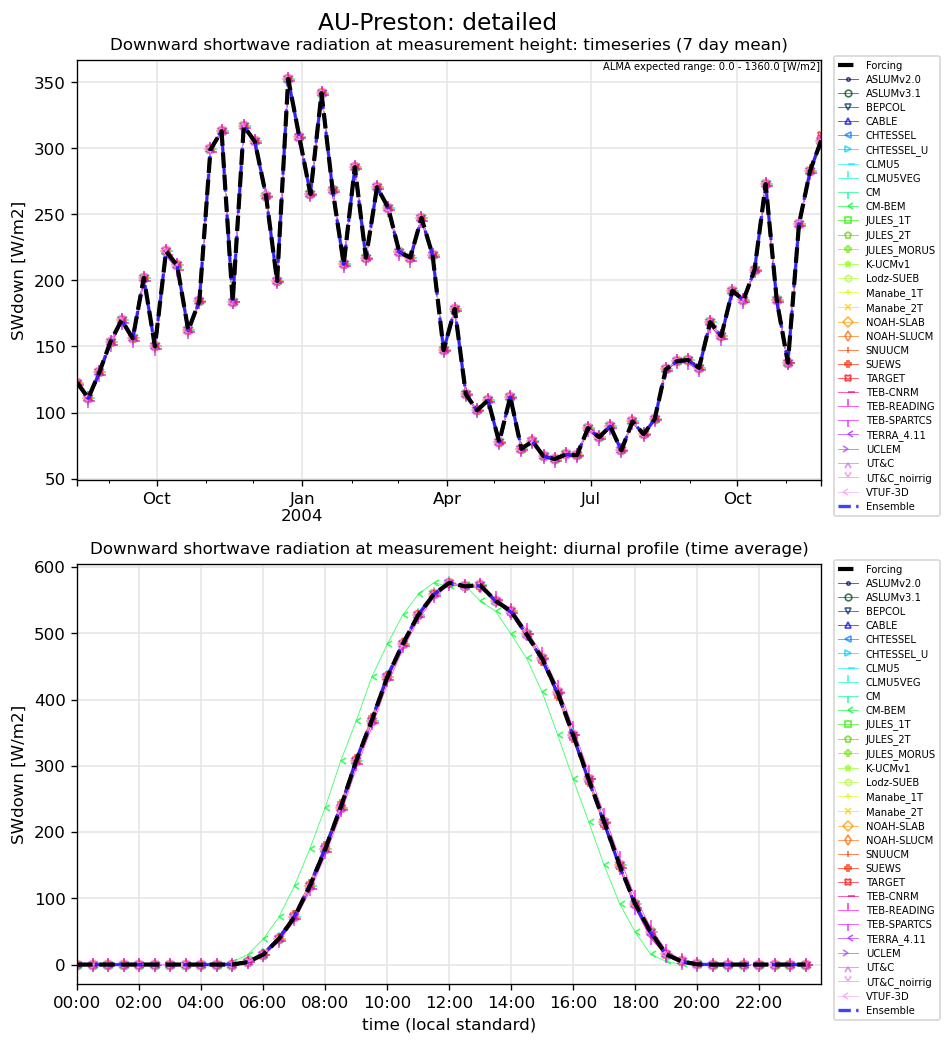 AU-Preston: detailed
Downward shortwave radiation at measurement height: timeseries (7 day mean)
ALMA expected range: 0.0 - 1360.0 [W/m2]
SWdown [W/m2]
350
300
250
200
150
100
50
Oct
Jan
2004
Apr
Jul
Oct
Forcing
ASLUMv2.0
ASLUMv3.1
BEPCOL
CABLE
CHTESSEL
CHTESSEL_U
CLMU5
CLMU5VEG
CM
CM-BEM
JULES_1T
JULES_2T
JULES_MORUS
K-UCMv1
Lodz-SUEB
Manabe_1T
Manabe_2T
NOAH-SLAB
NOAH-SLUCM
SNUUCM
SUEWS
TARGET
TEB-CNRM
TEB-READING
TEB-SPARTCS
TERRA_4.11
UCLEM
UT&C
UT&C_noirrig
VTUF-3D
Ensemble
Downward shortwave radiation at measurement height: diurnal profile (time average)
SWdown [W/m2]
600
500
400
300
200
100
0
00:00
02:00
04:00
06:00
08:00
10:00
12:00
14:00
16:00
18:00
20:00
22:00
time (local standard)
Forcing
ASLUMv2.0
ASLUMv3.1
BEPCOL
CABLE
CHTESSEL
CHTESSEL_U
CLMU5
CLMU5VEG
CM
CM-BEM
JULES_1T
JULES_2T
JULES_MORUS
K-UCMv1
Lodz-SUEB
Manabe_1T
Manabe_2T
NOAH-SLAB
NOAH-SLUCM
SNUUCM
SUEWS
TARGET
TEB-CNRM
TEB-READING
TEB-SPARTCS
TERRA_4.11
UCLEM
UT&C
UT&C_noirrig
VTUF-3D
Ensemble